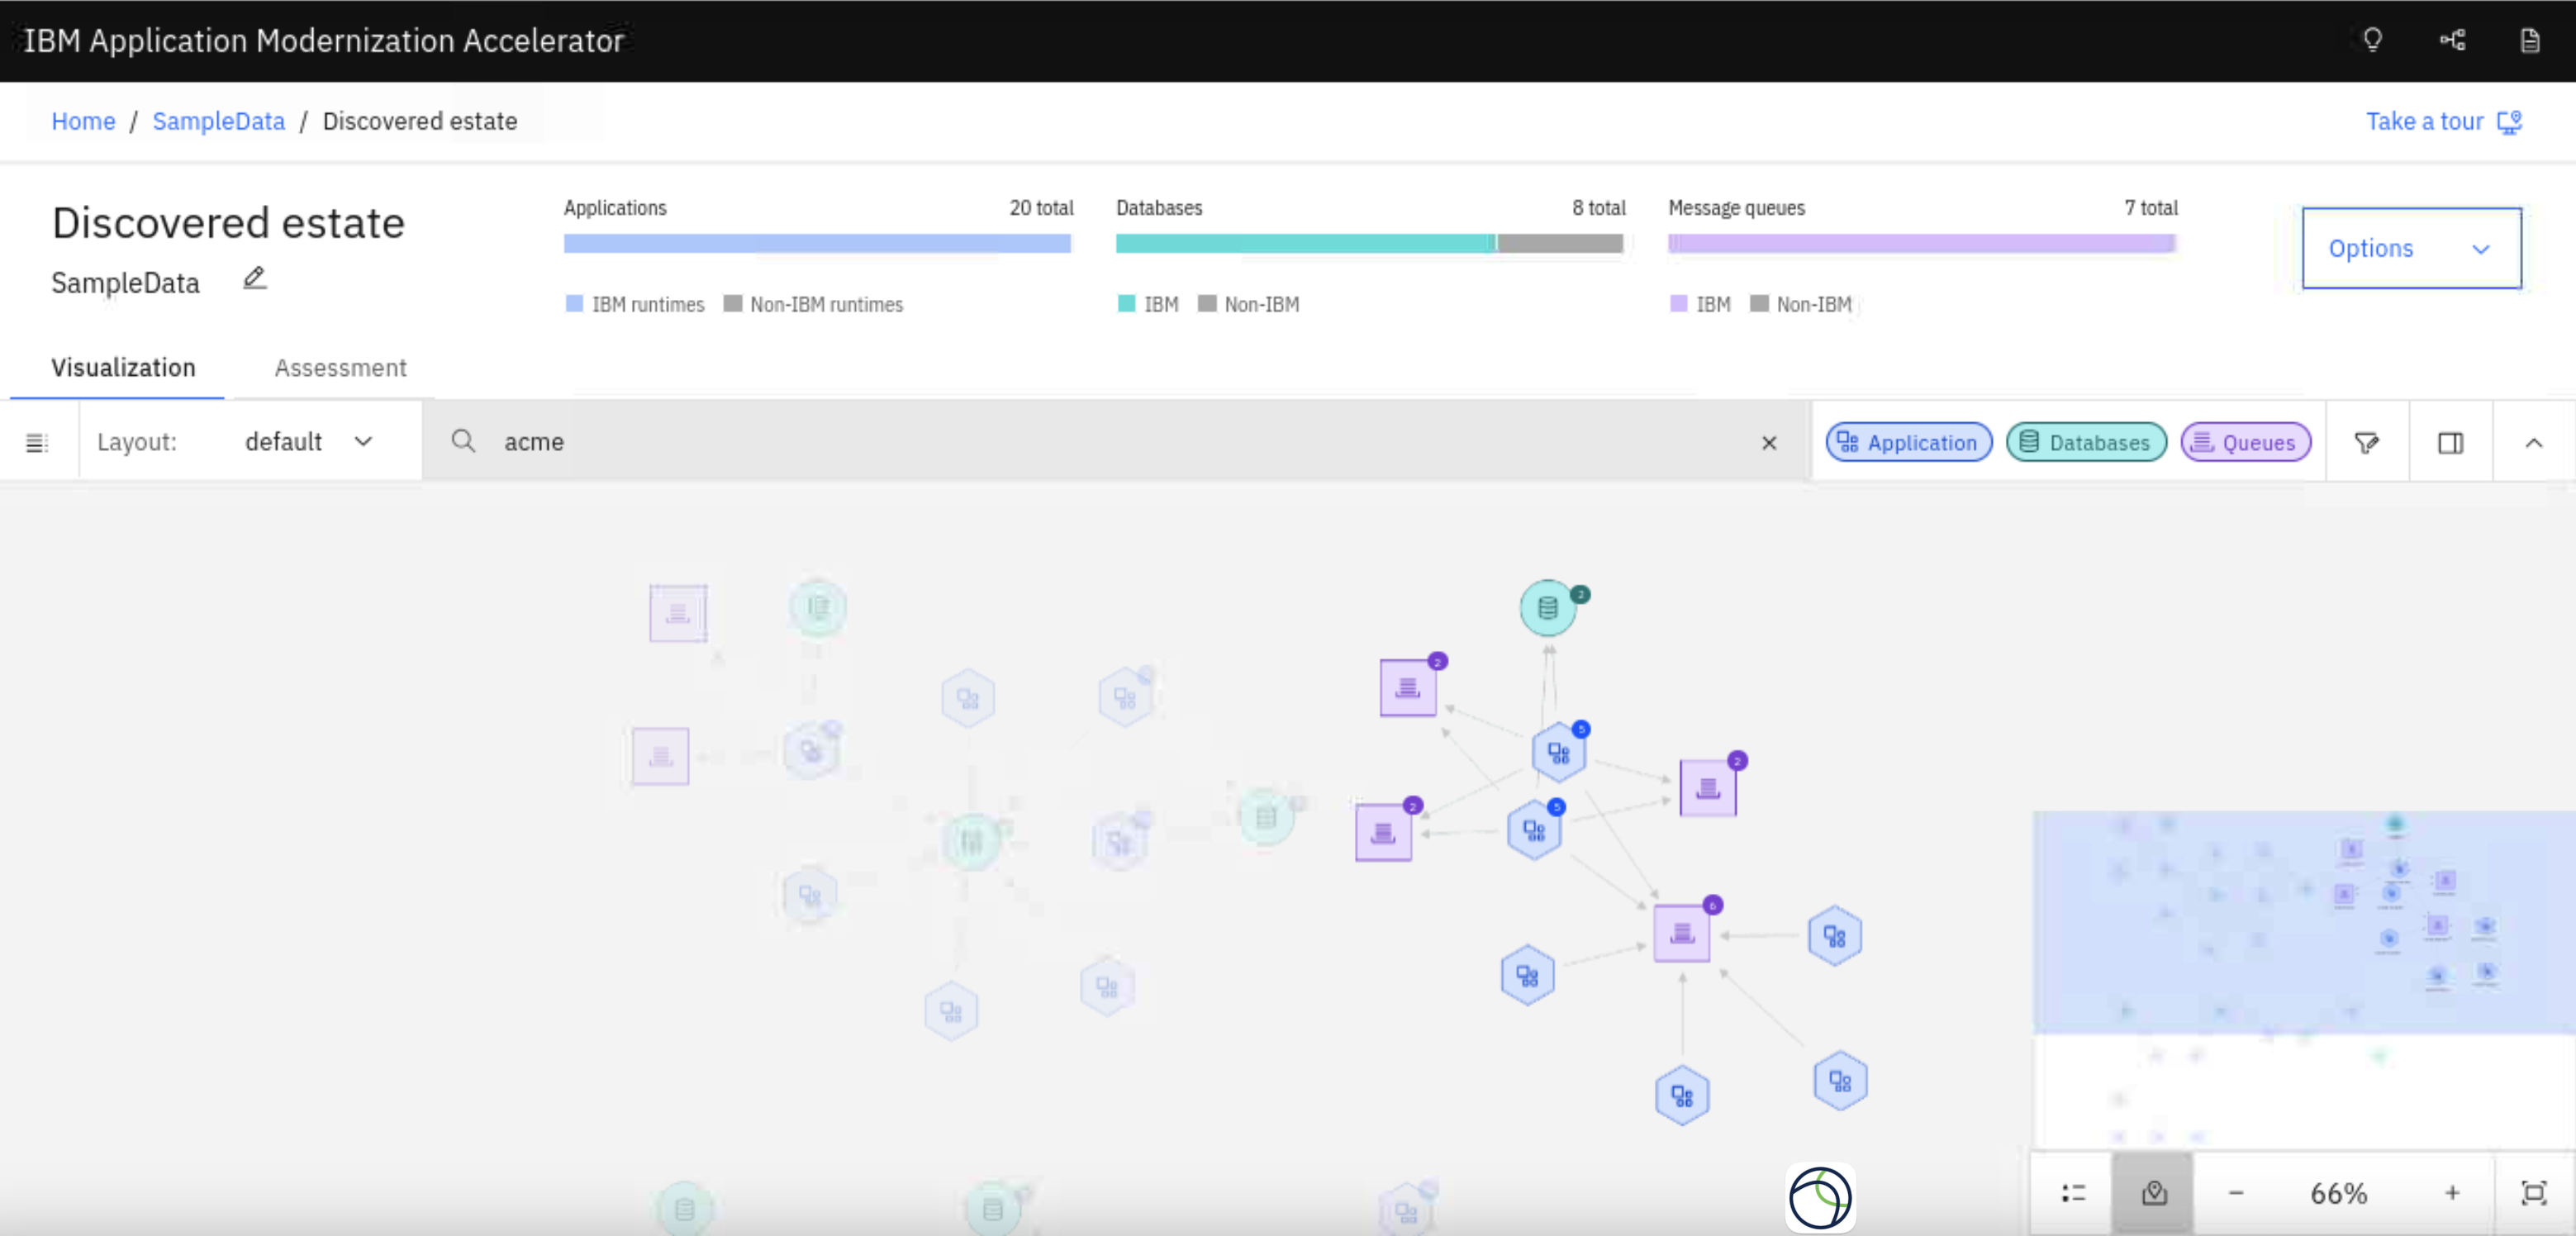 IBM Application Modernization Accelerator
Home / SampleData / Discovered estate
Take a tour
Discovered estate
SampleData
Applications 20 total
IBM runtimes Non-IBM runtimes
Databases 8 total
IBM Non-IBM
Message queues 7 total
IBM Non-IBM
Options
Visualization Assessment
Layout: default
acme
Application Databases Queues
2
2
5
2
2
5
6
66%